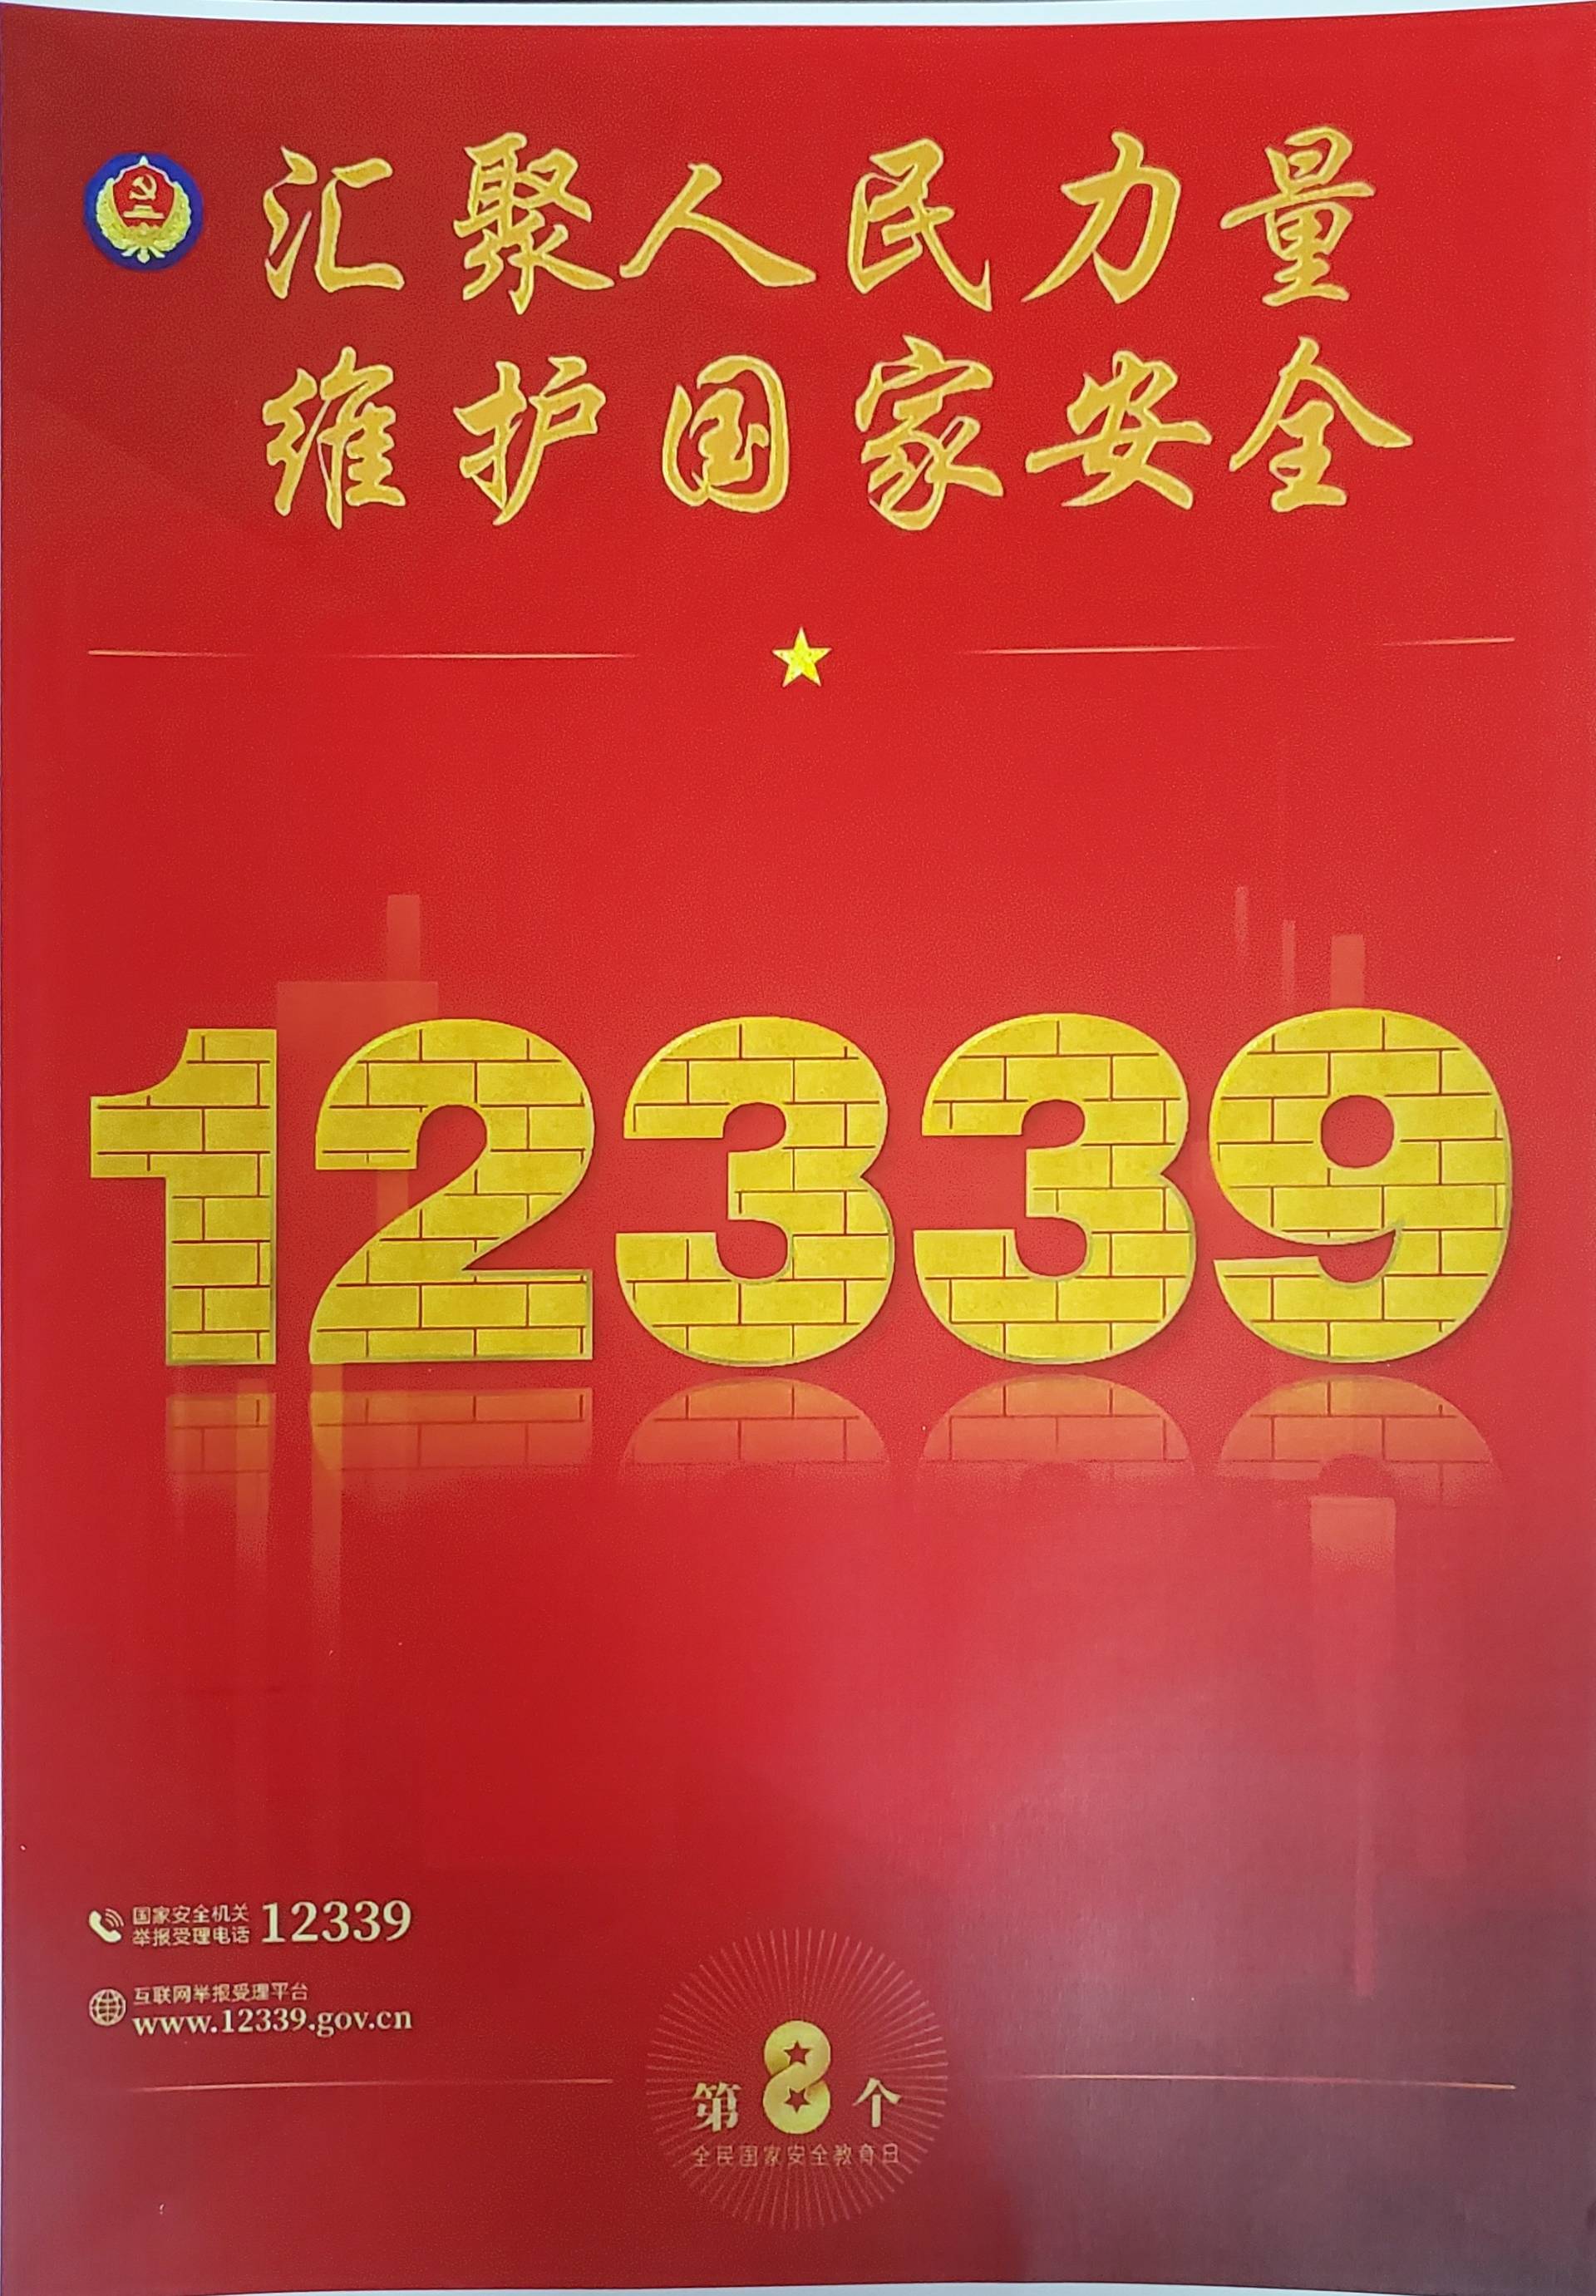 汇聚人民力量
维护国家安全
12339
国家安全机关
举报受理电话 12339
互联网举报受理平台
www.12339.gov.cn
第8个
全民国家安全教育日